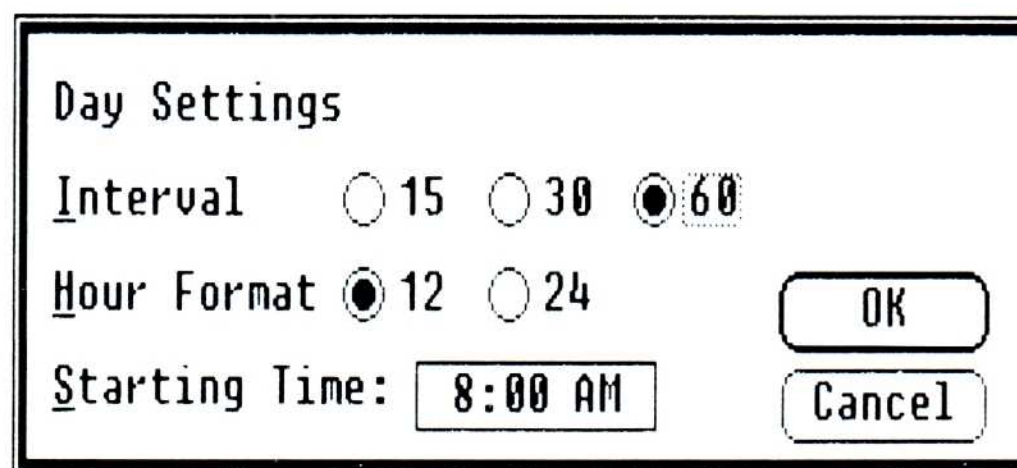 Day Settings
Interval 15 30 60
Hour Format 12 24
OK
Starting Time: 8:00 AM
Cancel